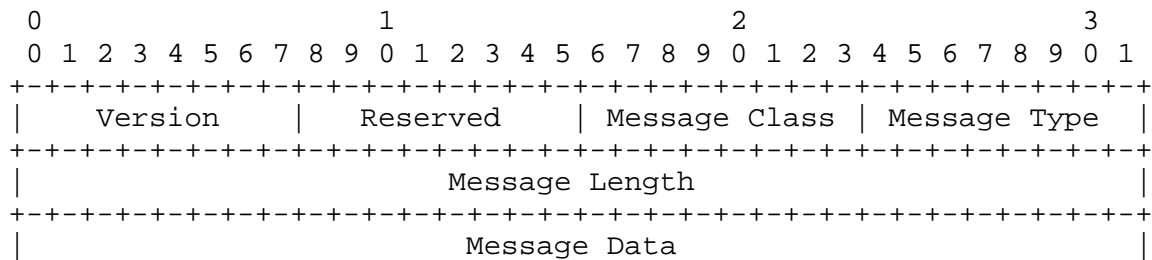 0                   1                   2                   3
 0 1 2 3 4 5 6 7 8 9 0 1 2 3 4 5 6 7 8 9 0 1 2 3 4 5 6 7 8 9 0 1
+-+-+-+-+-+-+-+-+-+-+-+-+-+-+-+-+-+-+-+-+-+-+-+-+-+-+-+-+-+-+-+-+
|    Version    |   Reserved    | Message Class | Message Type  |
+-+-+-+-+-+-+-+-+-+-+-+-+-+-+-+-+-+-+-+-+-+-+-+-+-+-+-+-+-+-+-+-+
|                        Message Length                         |
+-+-+-+-+-+-+-+-+-+-+-+-+-+-+-+-+-+-+-+-+-+-+-+-+-+-+-+-+-+-+-+-+
|                         Message Data                          |